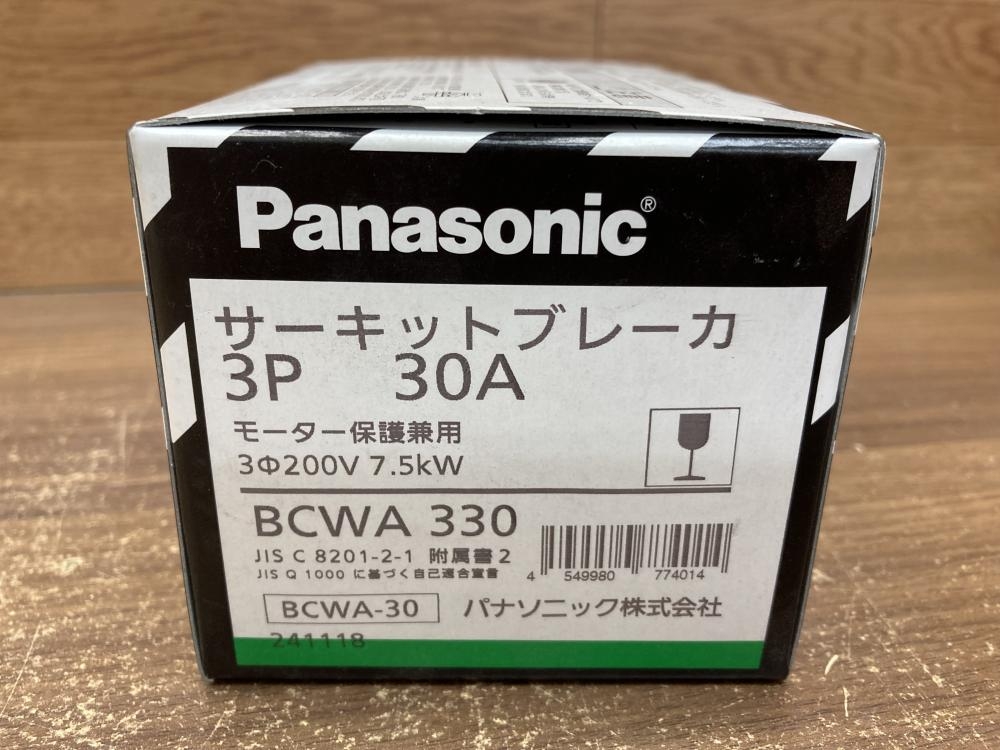 Panasonic®
サーキットブレーカ
3P 30A
モーター保護兼用
3Φ200V 7.5kW
BCWA 330
JIS C 8201-2-1 附属書2
JIS Q 1000 に基づく自己適合宣言
4 549980 774014
BCWA-30 パナソニック株式会社
241118